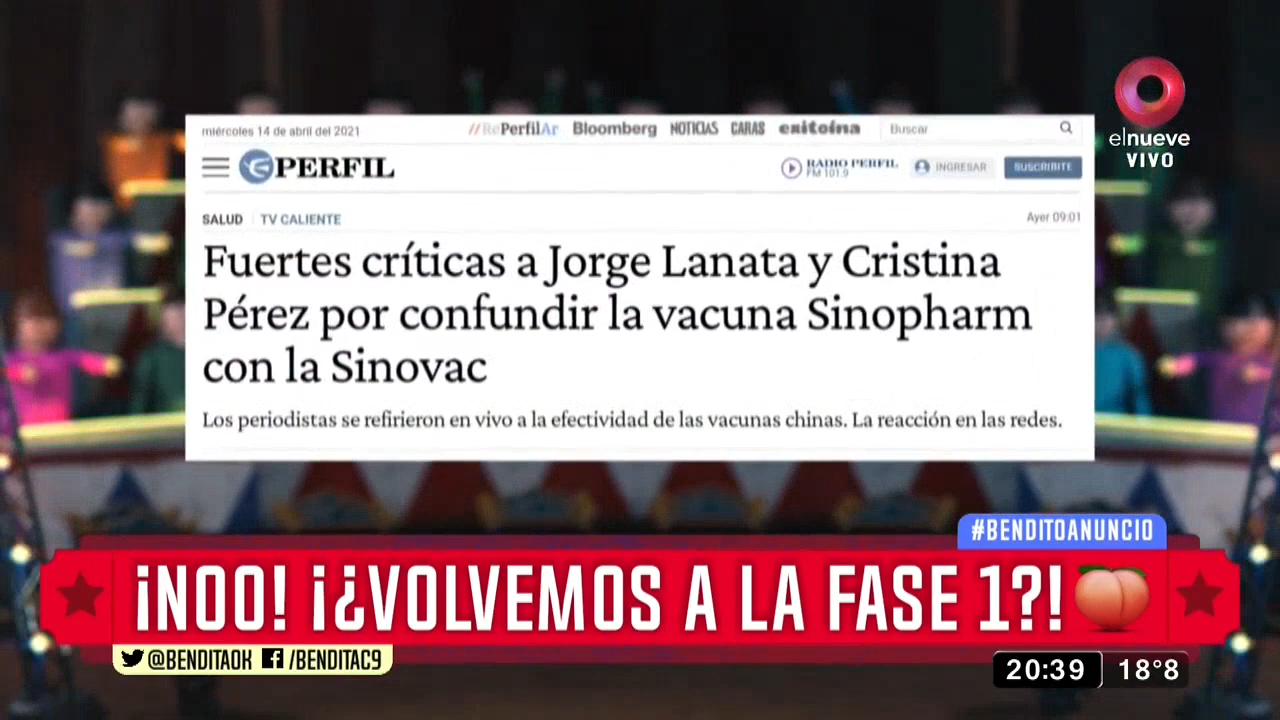 miércoles 14 de abril del 2021
//RePerfilAr Bloomberg NOTICIAS CARAS exitoína Buscar
PERFIL
RADIO PERFIL
FM 101.9
INGRESAR
SUSCRIBITE
SALUD TV CALIENTE
Ayer 09:01
Fuertes críticas a Jorge Lanata y Cristina
Pérez por confundir la vacuna Sinopharm
con la Sinovac
Los periodistas se refirieron en vivo a la efectividad de las vacunas chinas. La reacción en las redes.
elnueve
VIVO
#BENDITOANUNCIO
¡NOO! ¡¿VOLVEMOS A LA FASE 1?!🍑
@BENDITAOK /BENDITAC9
20:39 18°8